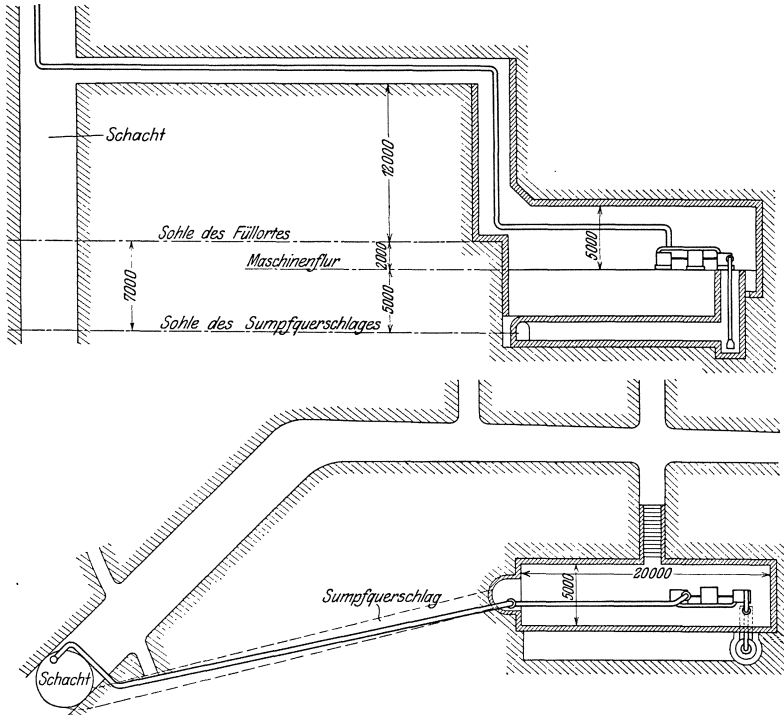 Schacht
12000
Sohle des Füllortes
2000
5000
Maschinenflur
7000
5000
Sohle des Sumpfquerschlages
20000
5000
Sumpfquerschlag
Schacht